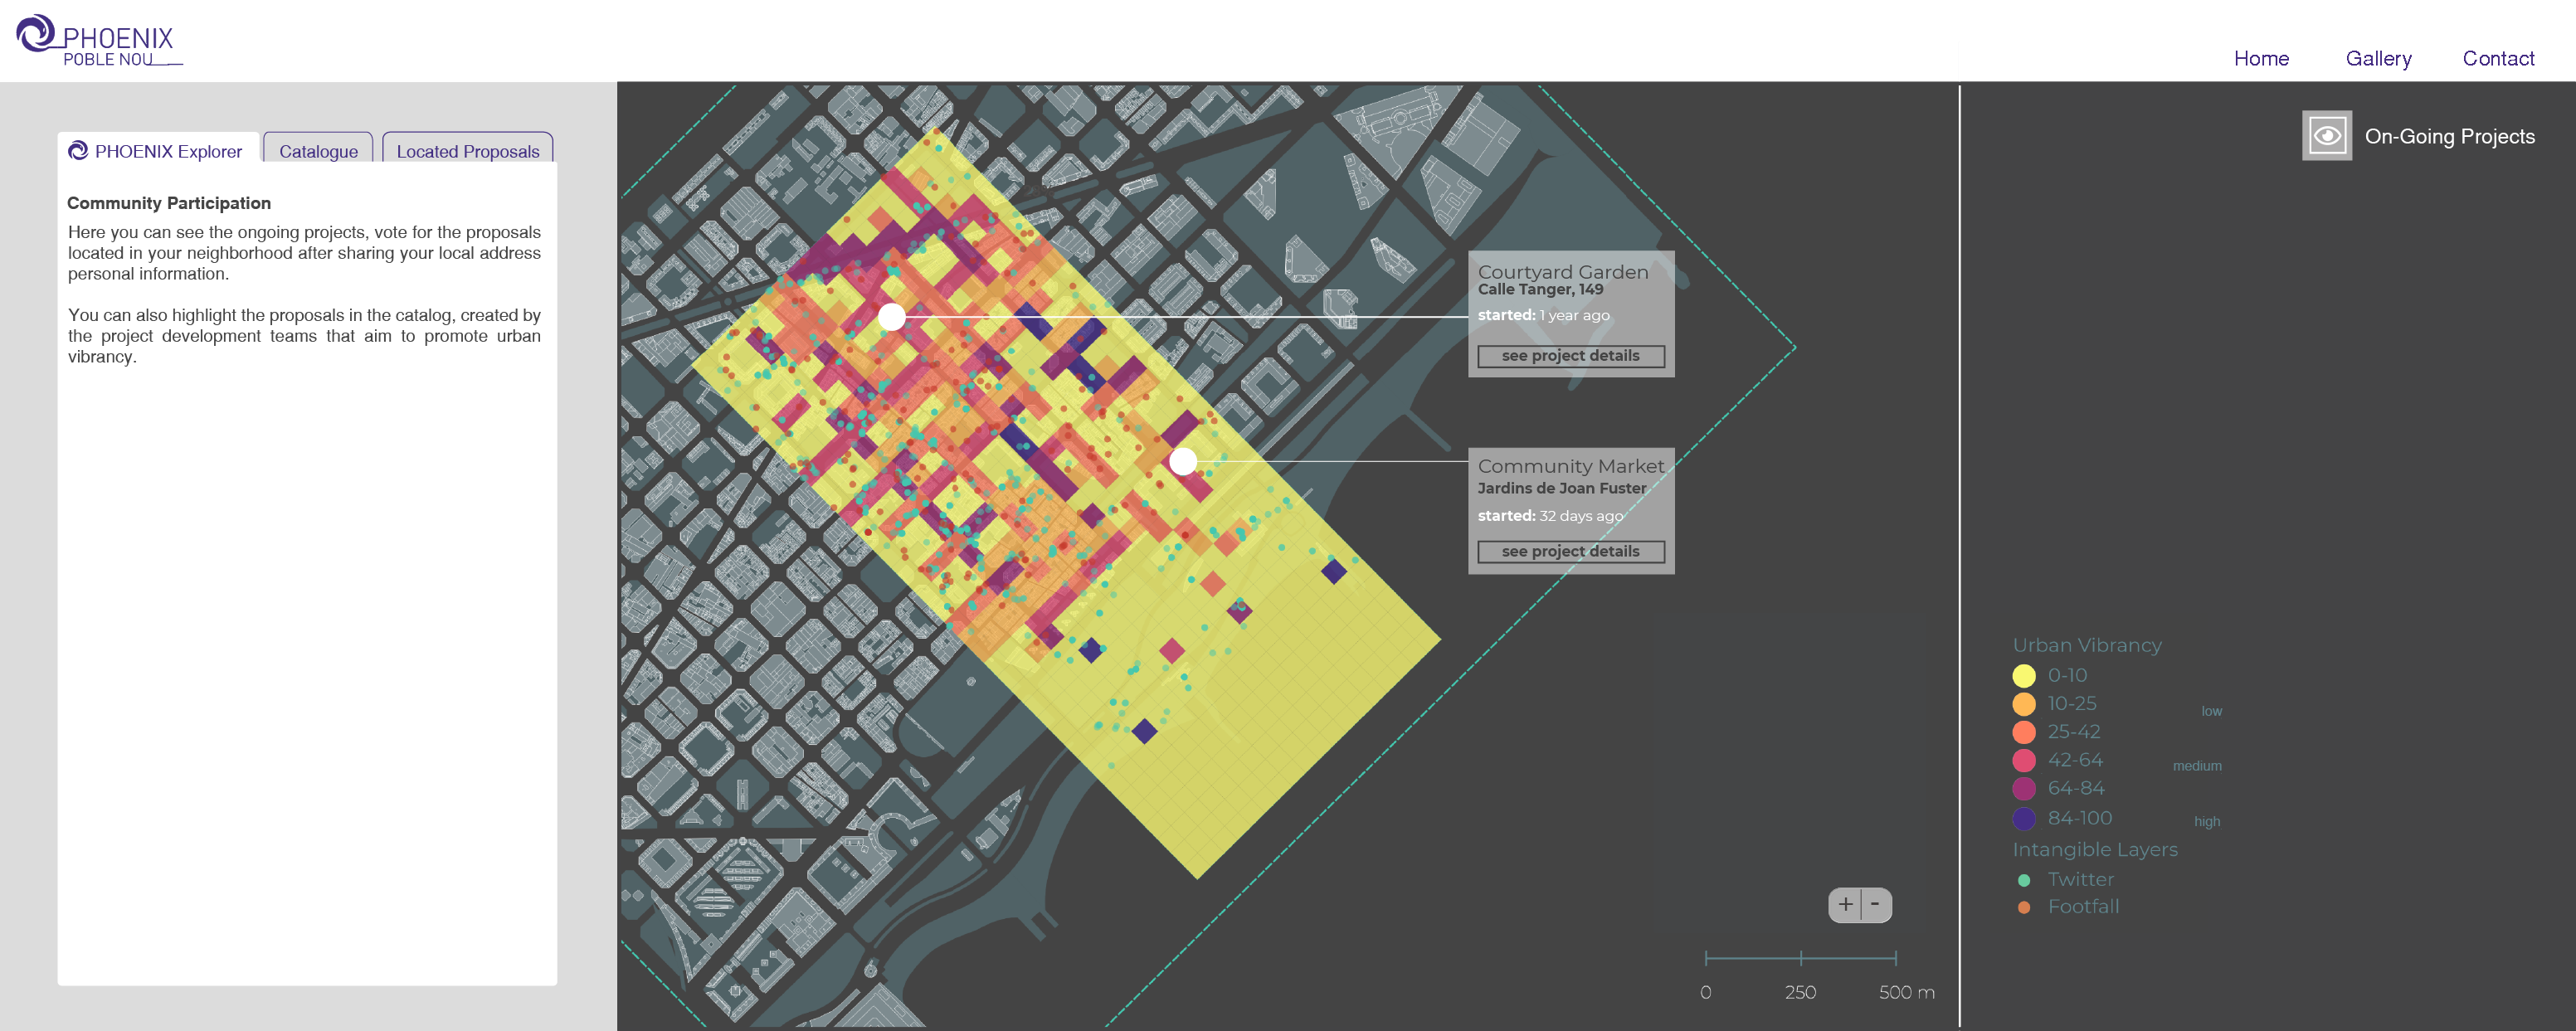 PHOENIX
POBLE NOU
Home
Gallery
Contact
PHOENIX Explorer
Catalogue
Located Proposals
Community Participation
Here you can see the ongoing projects, vote for the proposals
located in your neighborhood after sharing your local address
personal information.
You can also highlight the proposals in the catalog, created by
the project development teams that aim to promote urban
vibrancy.
Courtyard Garden
Calle Tanger, 149
started: 1 year ago
see project details
Community Market
Jardins de Joan Fuster
started: 32 days ago
see project details
+
-
0
250
500 m
On-Going Projects
Urban Vibrancy
0-10
10-25
low
25-42
42-64
medium
64-84
84-100
high
Intangible Layers
Twitter
Footfall